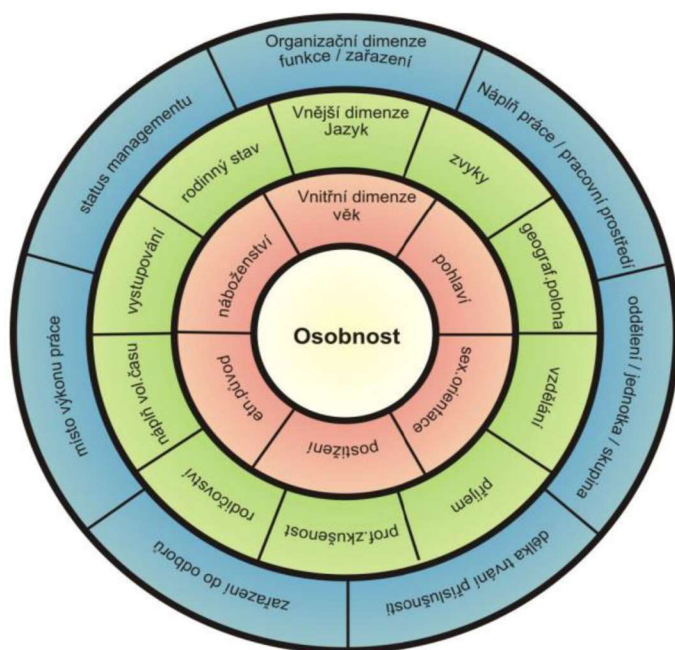 Organizační dimenze
funkce / zařazení
Náplň práce / pracovní prostředí
oddělení / jednotka / skupina
délka trvání příslušnosti
zařazení do odborů
místo výkonu práce
status managementu
Vnější dimenze
Jazyk
zvyky
geograf.poloha
vzdělání
příjem
prof.zkušenost
rodičovství
náplň vol.času
vystupování
rodinný stav
Vnitřní dimenze
věk
pohlaví
sex.orientace
postižení
etn.původ
náboženství
Osobnost